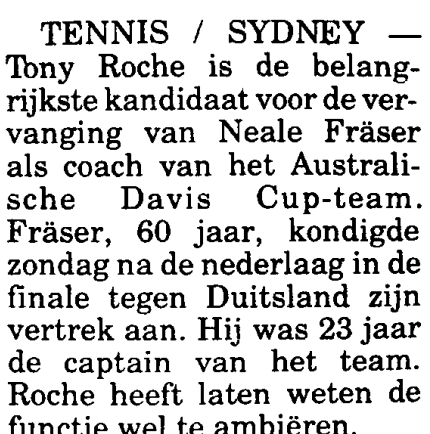 TENNIS / SYDNEY —
Tony Roche is de belang-
rijkste kandidaat voor de ver-
vanging van Neale Fräser
als coach van het Australi-
sche Davis Cup-team.
Fräser, 60 jaar, kondigde
zondag na de nederlaag in de
finale tegen Duitsland zijn
vertrek aan. Hij was 23 jaar
de captain van het team.
Roche heeft laten weten de
functie wel te ambiëren.